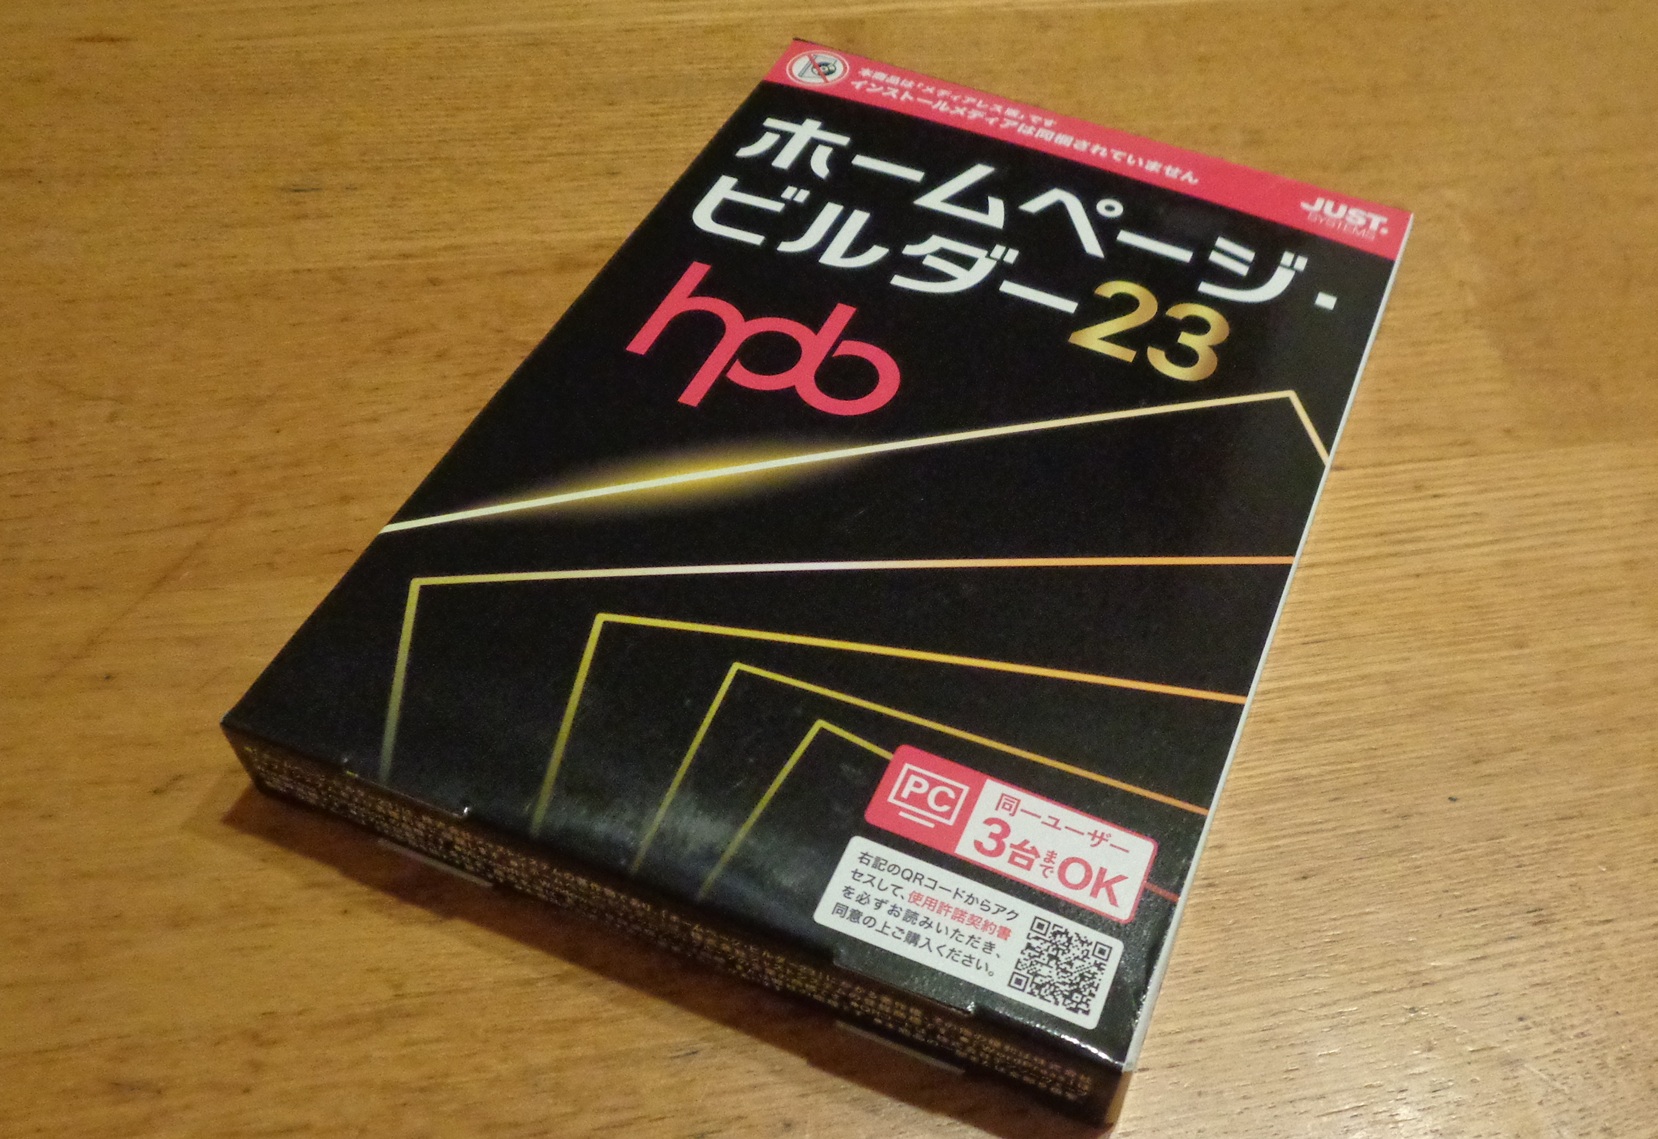 本商品は「メディアレス版」です
インストールメディアは同梱されていません
JUST
SYSTEMS
ホームページ・
ビルダー23
hpb
PC
同一ユーザー
3台までOK
右記のQRコードからアク
セスして、使用許諾契約書
を必ずお読みいただき、
同意の上ご購入ください。